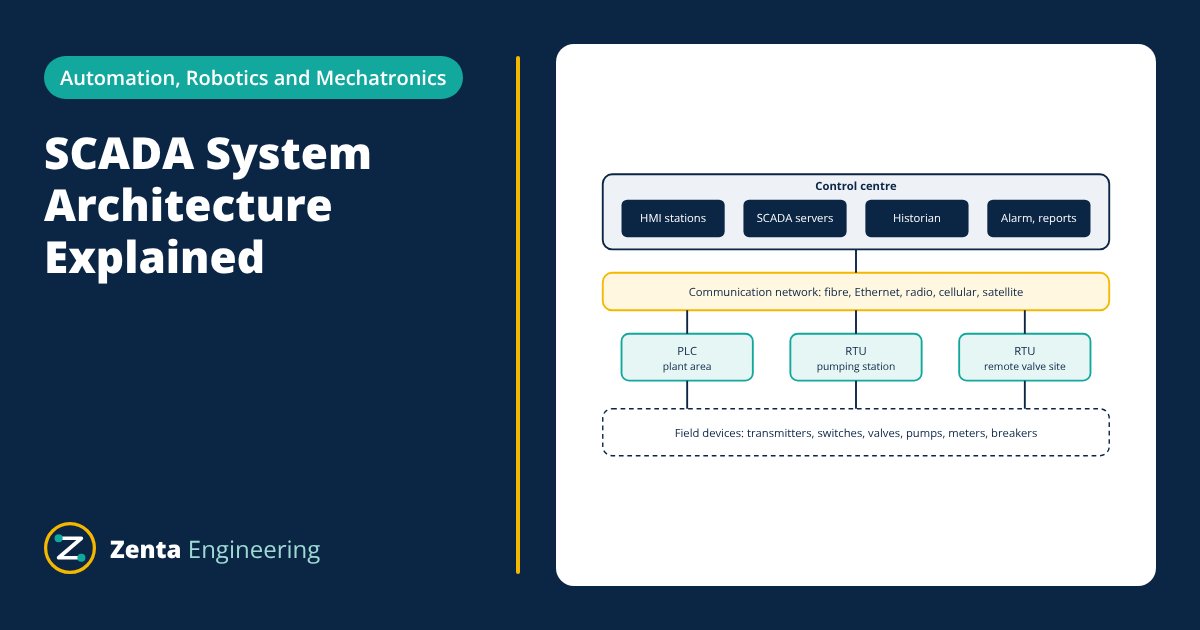 Automation, Robotics and Mechatronics
SCADA System
Architecture
Explained
Zenta Engineering
Control centre
HMI stations
SCADA servers
Historian
Alarm, reports
Communication network: fibre, Ethernet, radio, cellular, satellite
PLC
plant area
RTU
pumping station
RTU
remote valve site
Field devices: transmitters, switches, valves, pumps, meters, breakers